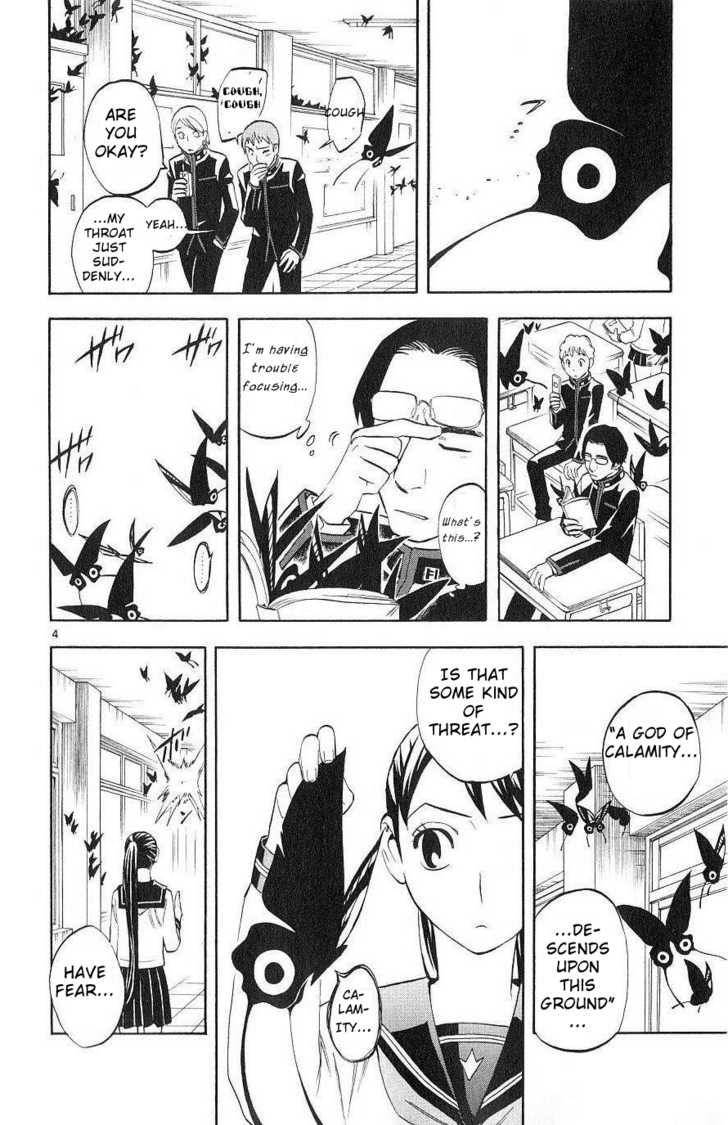 COUGH
COUGH,
COUGH
ARE
YOU
OKAY?
YEAH...
...MY
THROAT
JUST
SUD-
DENLY...
I'm having
trouble
focusing...
What's
this...?
4
"A GOD OF
CALAMITY...
...DE-
SCENDS
UPON
THIS
GROUND"
...
IS THAT
SOME KIND
OF
THREAT...?
CA-
LAM-
ITY...
HAVE
FEAR...